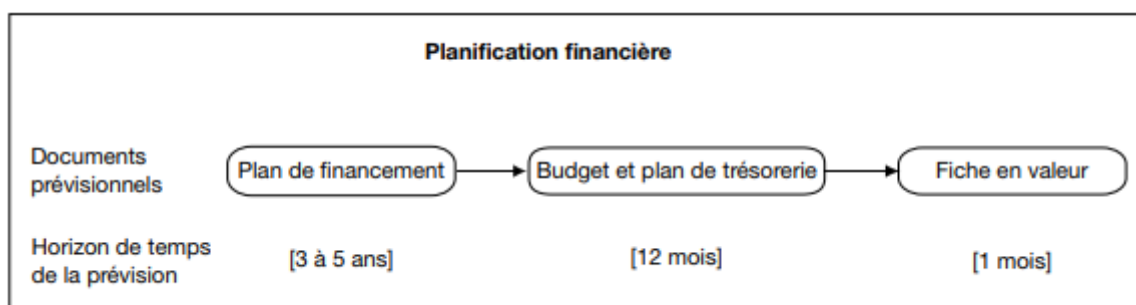 Planification financière
Documents
prévisionnels
Plan de financement
Budget et plan de trésorerie
Fiche en valeur
Horizon de temps
de la prévision
[3 à 5 ans]
[12 mois]
[1 mois]